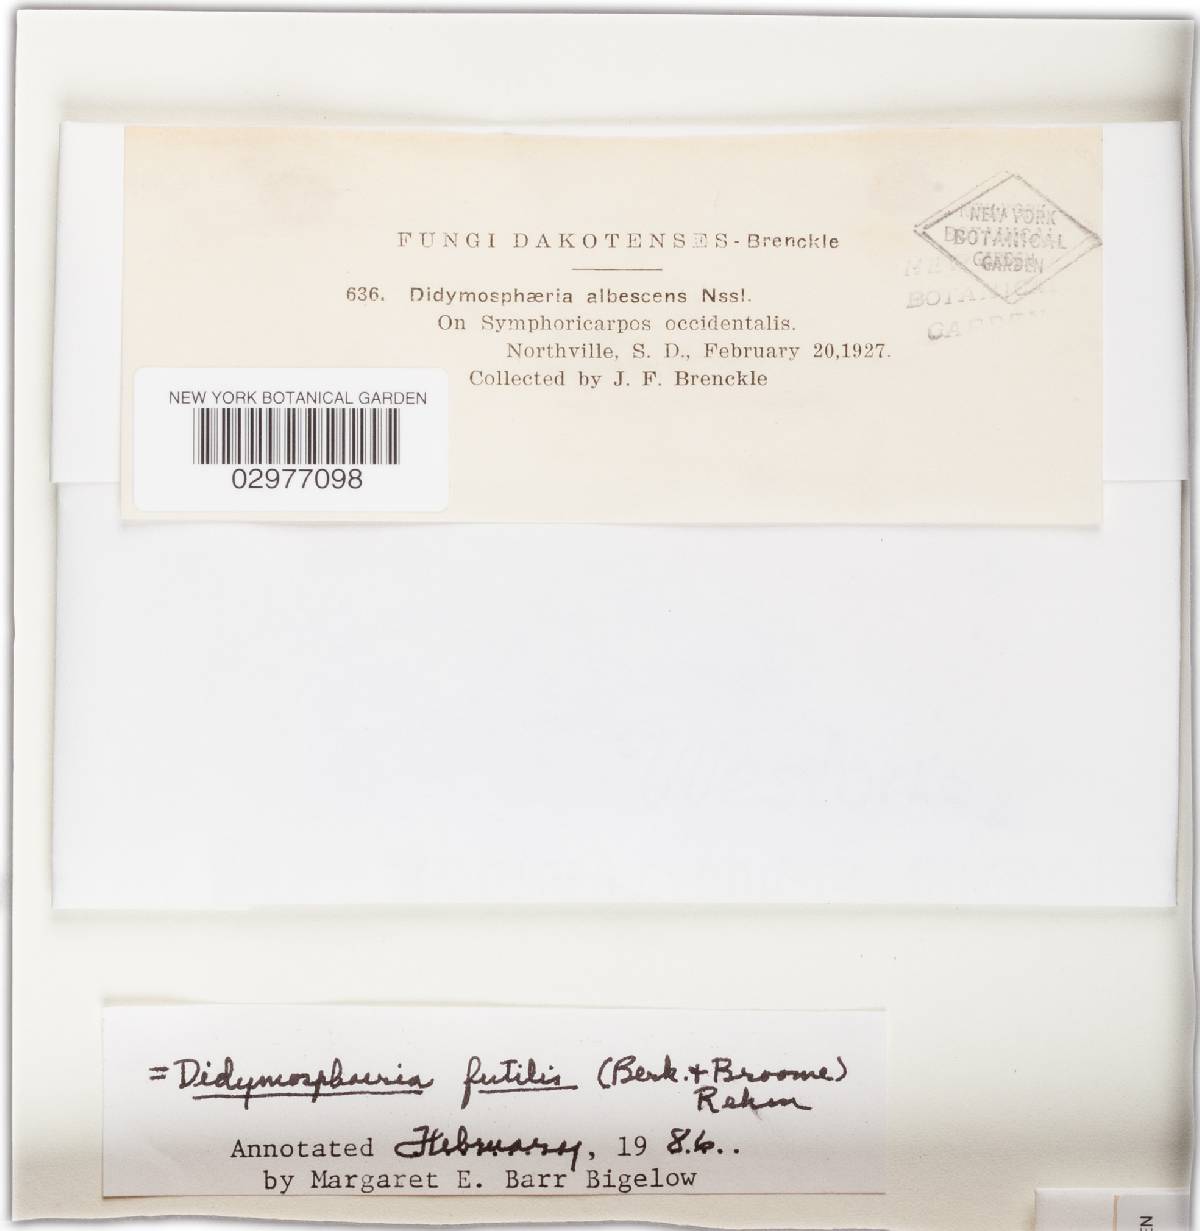 FUNGI DAKOTENSES - Brenckle
636. Didymosphæria albescens Nssl.
On Symphoricarpos occidentalis.
Northville, S. D., February 20,1927.
Collected by J. F. Brenckle
NEW YORK
BOTANICAL
GARDEN
NEW YORK BOTANICAL GARDEN
02977098
= Didymosphaeria futilis (Berk. + Broome)
Rehm
Annotated February, 19 86..
by Margaret E. Barr Bigelow
EN